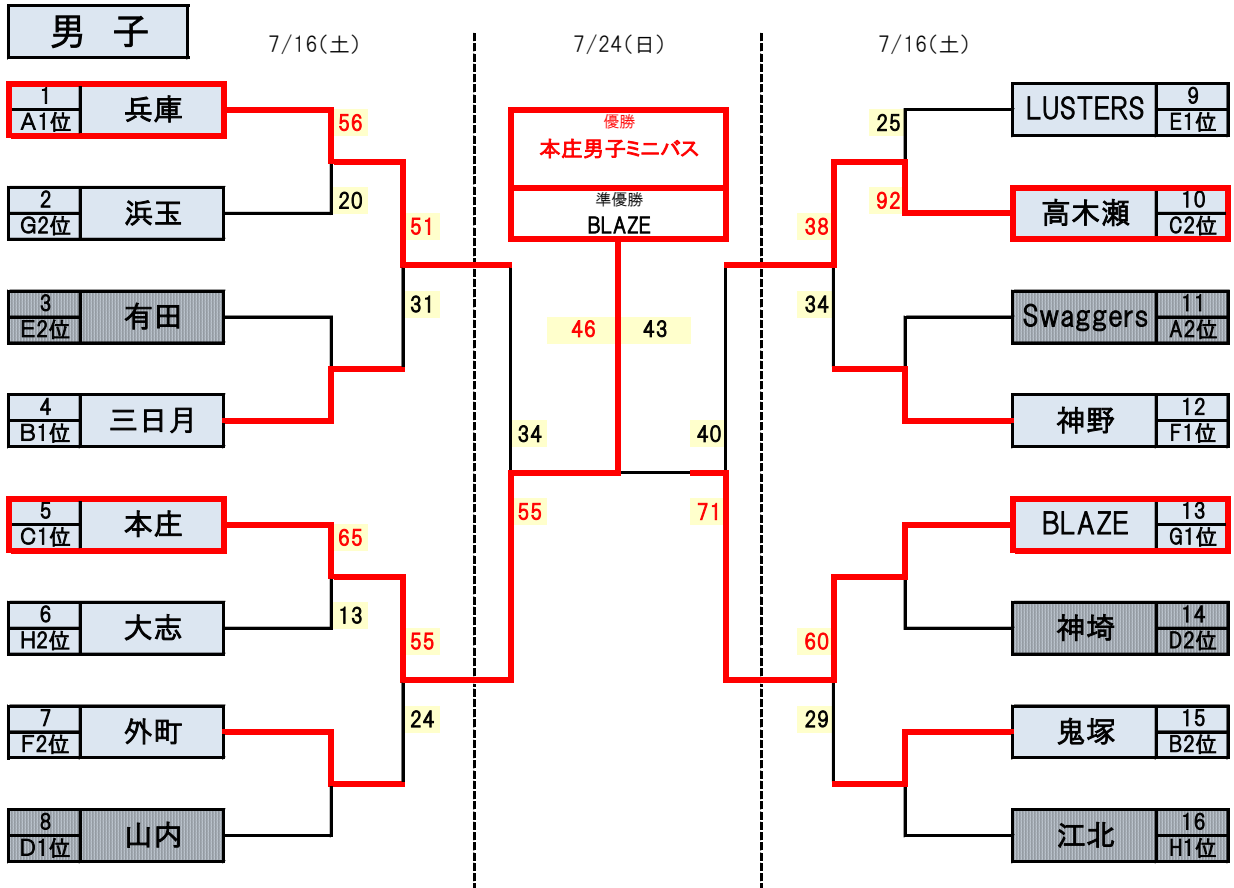 男 子
7/16(土)
7/24(日)
7/16(土)
1
A1位
兵庫
56
2
G2位
浜玉
20
51
3
E2位
有田
31
4
B1位
三日月
34
5
C1位
本庄
65
55
6
H2位
大志
13
55
7
F2位
外町
24
8
D1位
山内
優勝
本庄男子ミニバス
準優勝
BLAZE
46
43
40
71
25
LUSTERS
9
E1位
92
高木瀬
10
C2位
38
Swaggers
11
A2位
34
神野
12
F1位
BLAZE
13
G1位
60
神埼
14
D2位
29
鬼塚
15
B2位
江北
16
H1位